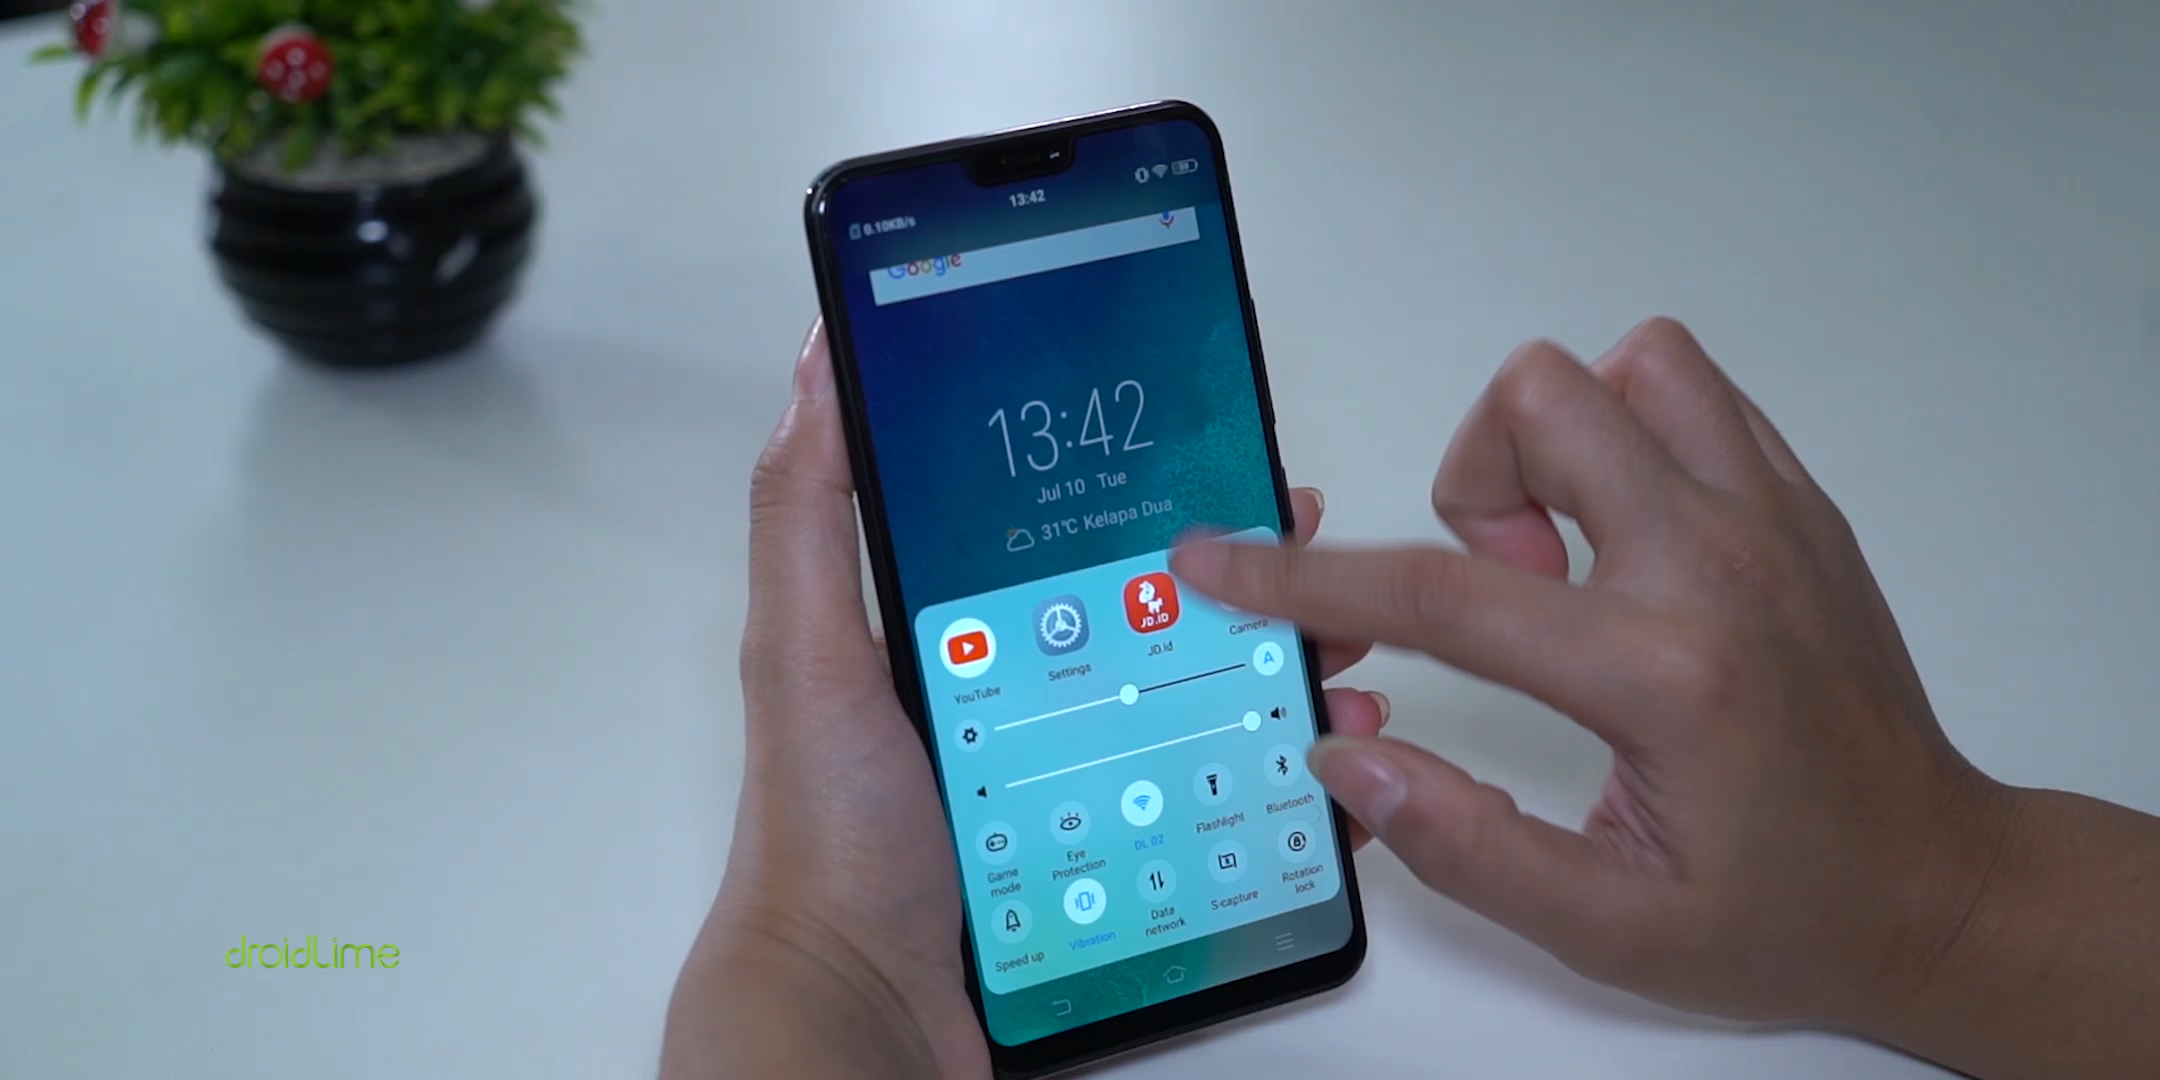 13:42
0.10KB/s
Google
13:42
Jul 10 Tue
31℃ Kelapa Dua
YouTube
Settings
JD.ID
JD.id
Camera
A
Game mode
Eye Protection
DL 02
Flashlight
Bluetooth
Speed up
Vibration
Data network
S-capture
Rotation lock
droidlime